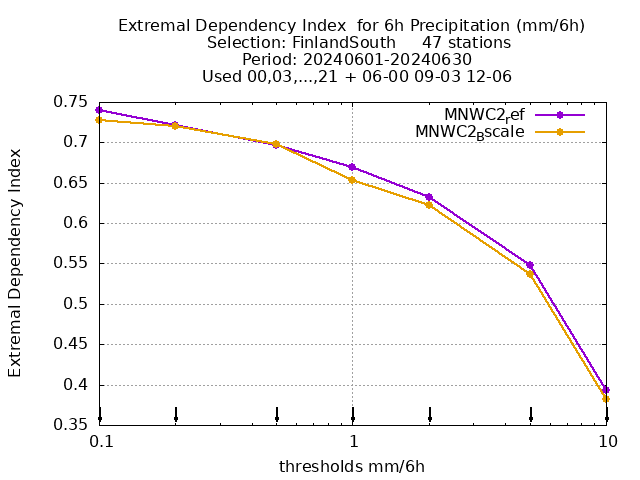 Extremal Dependency Index  for 6h Precipitation (mm/6h)
Selection: FinlandSouth     47 stations
Period: 20240601-20240630
Used 00,03,...,21 + 06-00 09-03 12-06
MNWC2ref
MNWC2Bscale
0.75
0.7
0.65
0.6
0.55
0.5
0.45
0.4
0.35
Extremal Dependency Index
0.1
1
10
thresholds mm/6h